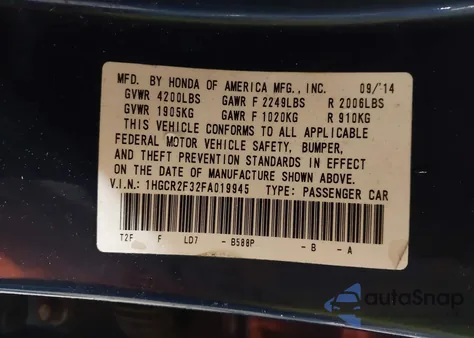 MFD. BY HONDA OF AMERICA MFG., INC. 09/'14
GVWR 4200LBS GAWR F 2249LBS R 2006LBS
GVWR 1905KG GAWR F 1020KG R 910KG
THIS VEHICLE CONFORMS TO ALL APPLICABLE
FEDERAL MOTOR VEHICLE SAFETY, BUMPER,
AND THEFT PREVENTION STANDARDS IN EFFECT
ON THE DATE OF MANUFACTURE SHOWN ABOVE.
V.I.N.: 1HGCR2F32FA019945 TYPE: PASSENGER CAR
T2F F LD7 -B588P -B -A
autoSnap